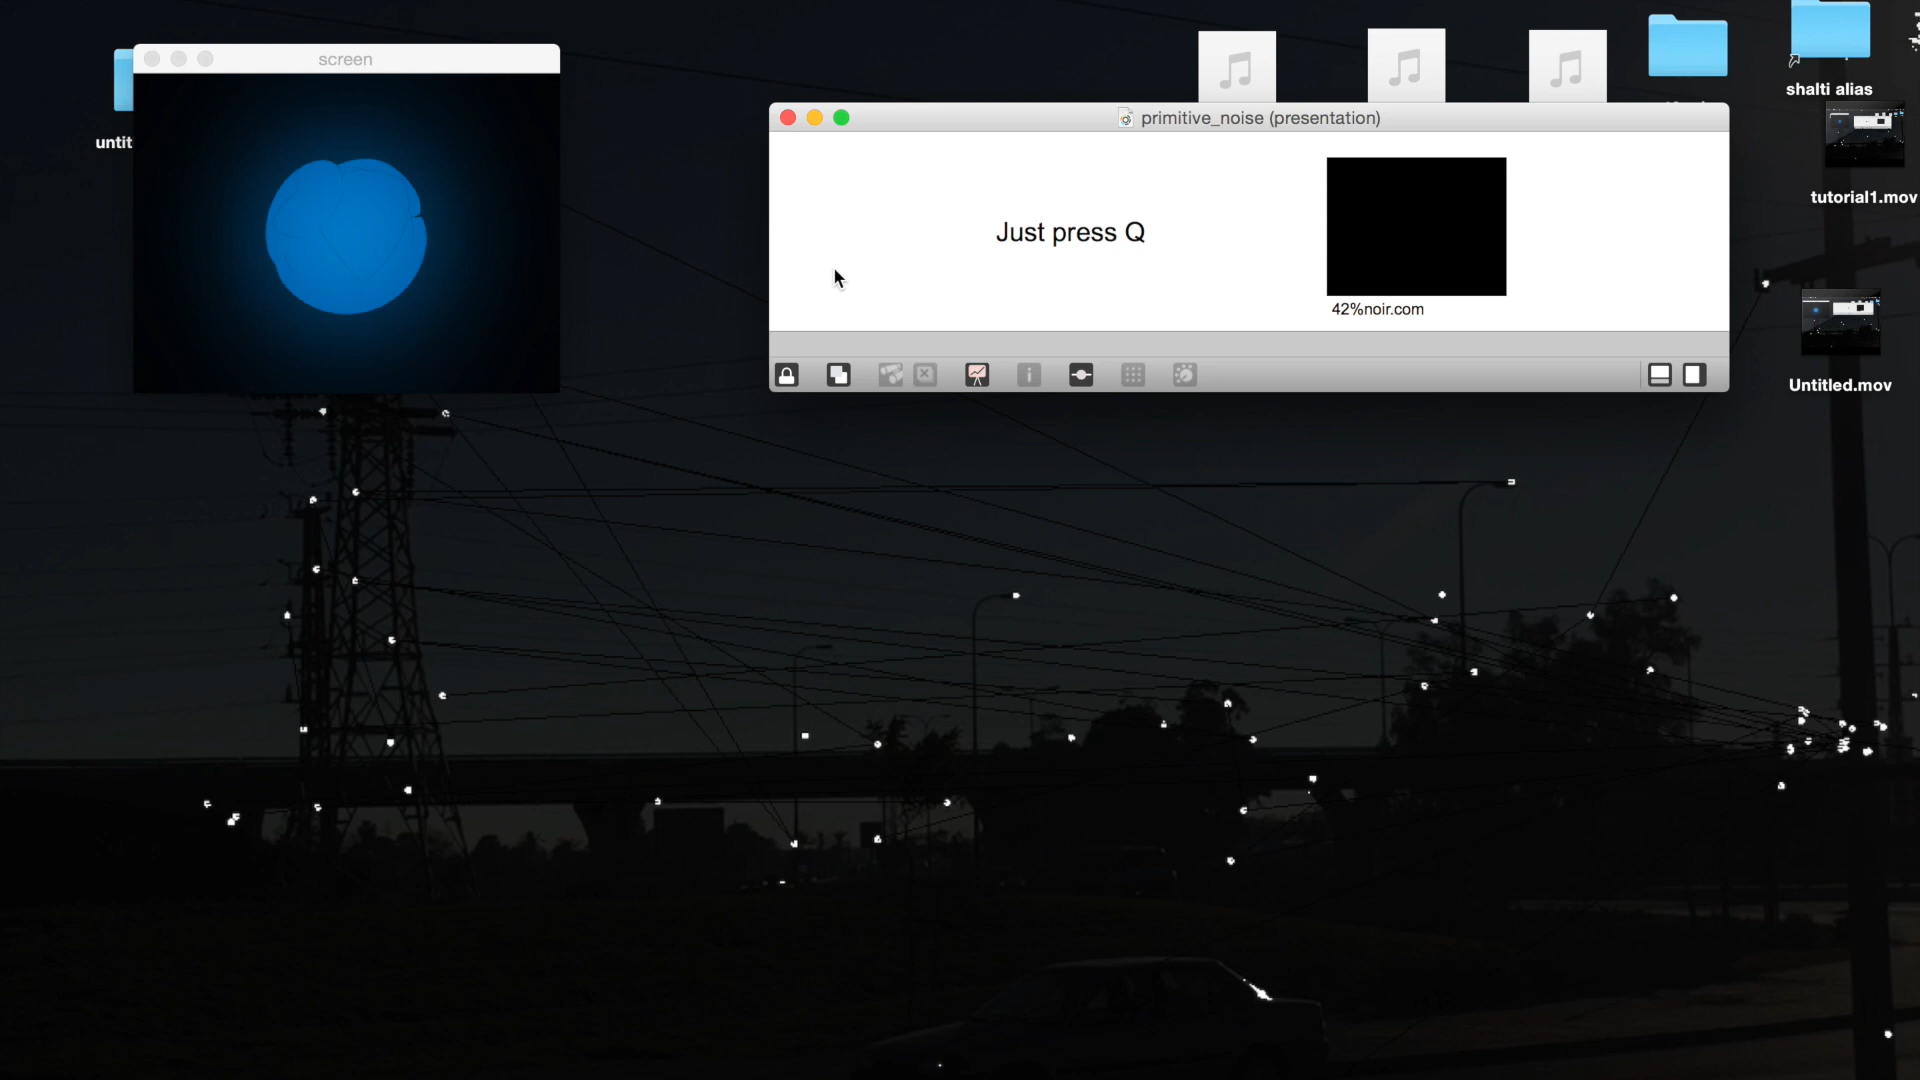 screen
untit
primitive_noise (presentation)
Just press Q
42%noir.com
shalti alias
tutorial1.mov
Untitled.mov